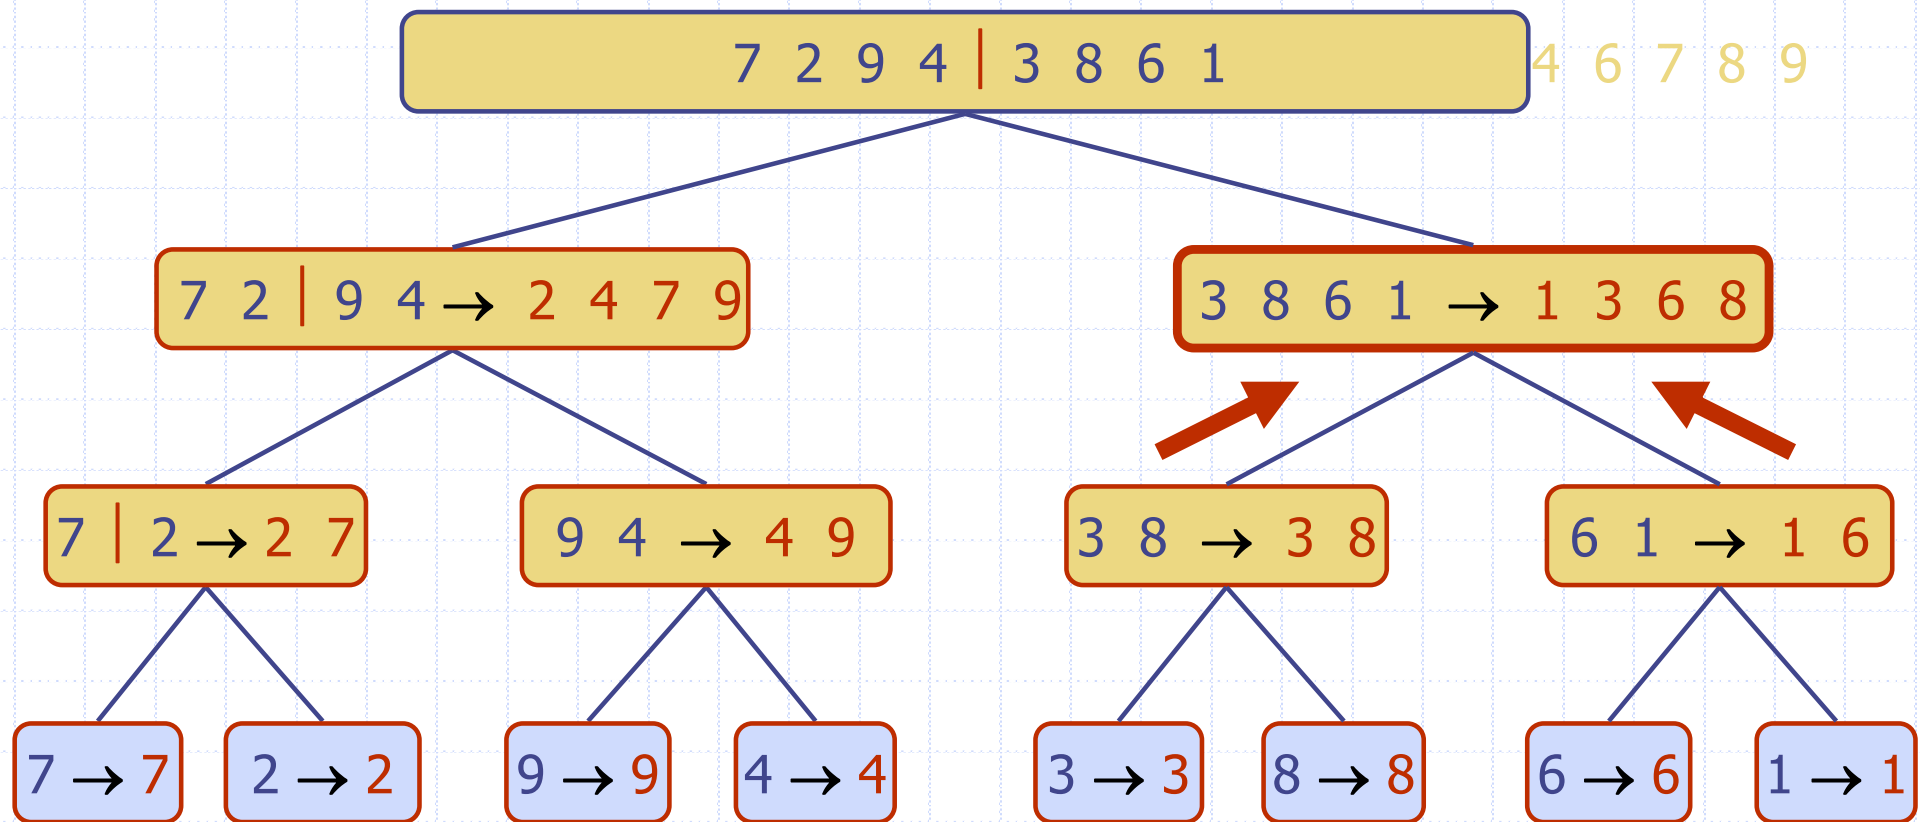 7 2 9 4 | 3 8 6 1 4 6 7 8 9
7 2 | 9 4 → 2 4 7 9
3 8 6 1 → 1 3 6 8
7 | 2 → 2 7
9 4 → 4 9
3 8 → 3 8
6 1 → 1 6
7 → 7
2 → 2
9 → 9
4 → 4
3 → 3
8 → 8
6 → 6
1 → 1